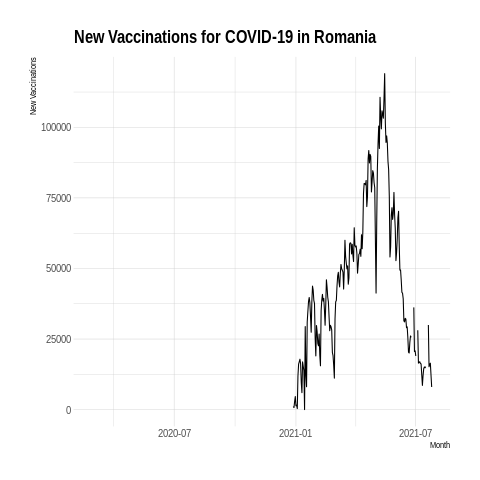 New Vaccinations for COVID-19 in Romania
New Vaccinations
100000
75000
50000
25000
0
2020-07
2021-01
2021-07
Month